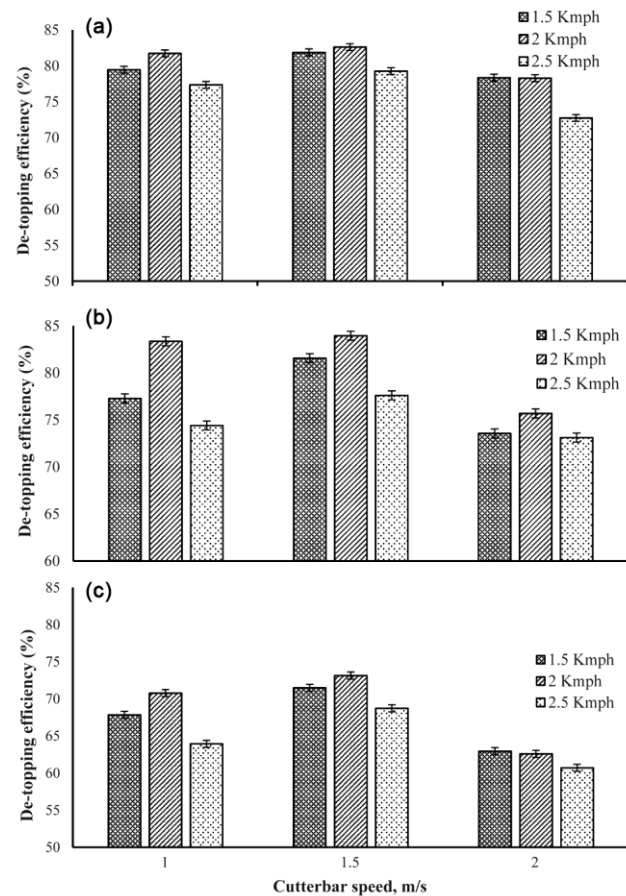 (a)
1.5 Kmph
2 Kmph
2.5 Kmph
De-topping efficiency (%)
85
80
75
70
65
60
55
50
(b)
1.5 Kmph
2 Kmph
2.5 Kmph
De-topping efficiency (%)
85
80
75
70
65
60
(c)
1.5 Kmph
2 Kmph
2.5 Kmph
De-topping efficiency (%)
85
80
75
70
65
60
55
50
1 1.5 2
Cutterbar speed, m/s